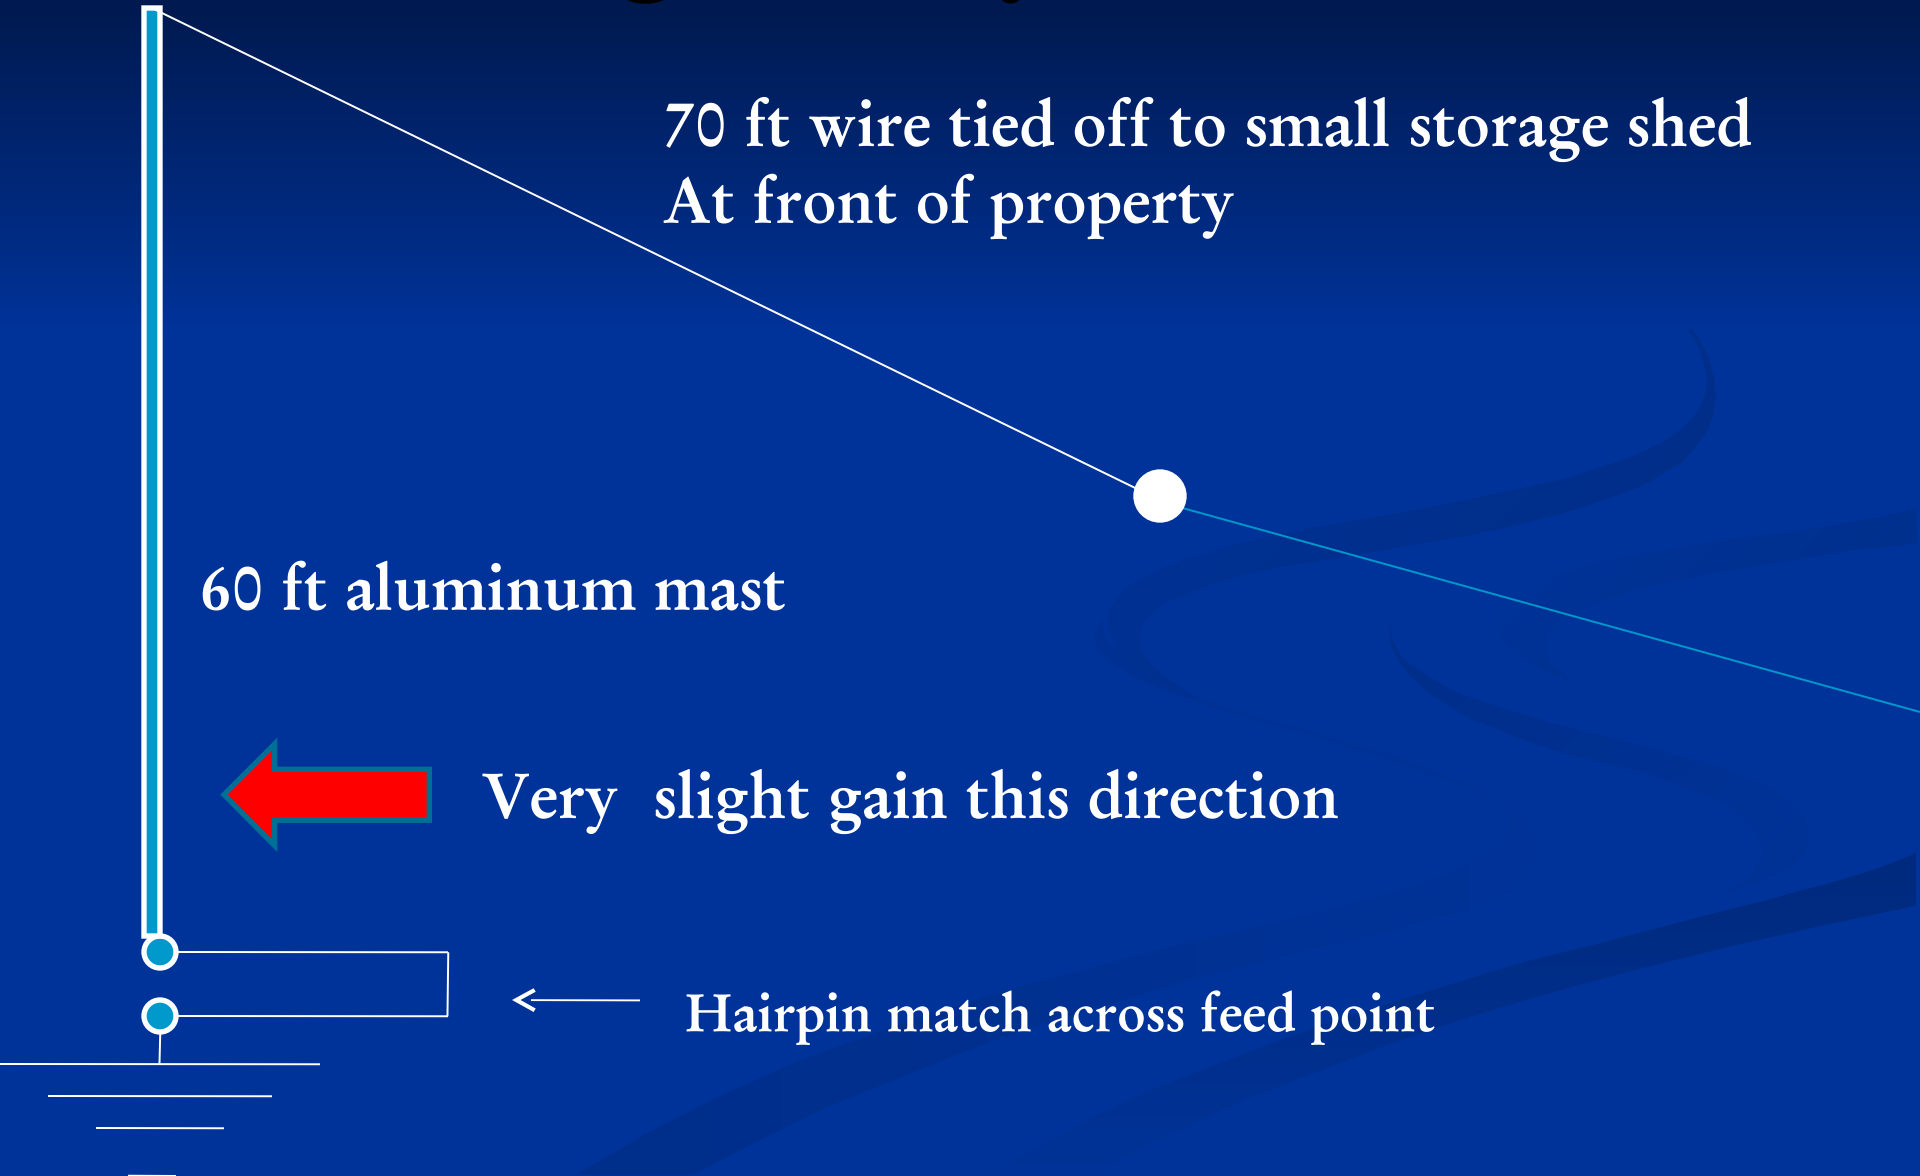 70 ft wire tied off to small storage shed
At front of property
60 ft aluminum mast
Very  slight gain this direction
Hairpin match across feed point